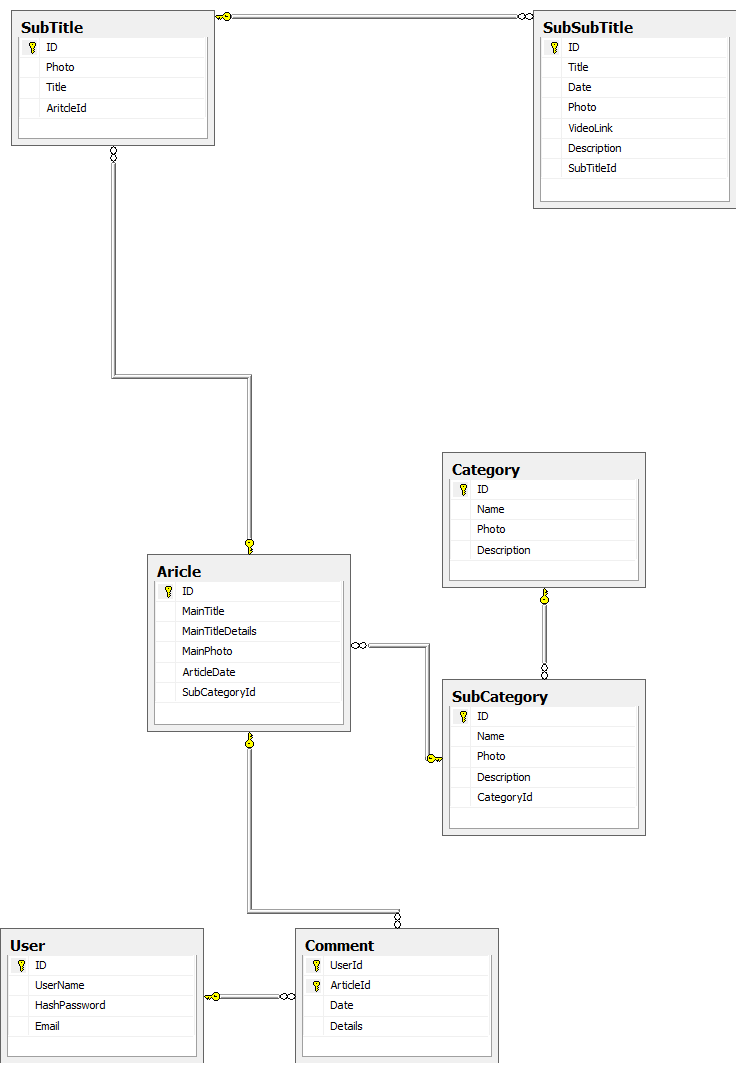 SubTitle
ID
Photo
Title
AritcleId
SubSubTitle
ID
Title
Date
Photo
VideoLink
Description
SubTitleId
Category
ID
Name
Photo
Description
Aricle
ID
MainTitle
MainTitleDetails
MainPhoto
ArticleDate
SubCategoryId
SubCategory
ID
Name
Photo
Description
CategoryId
User
ID
UserName
HashPassword
Email
Comment
UserId
ArticleId
Date
Details